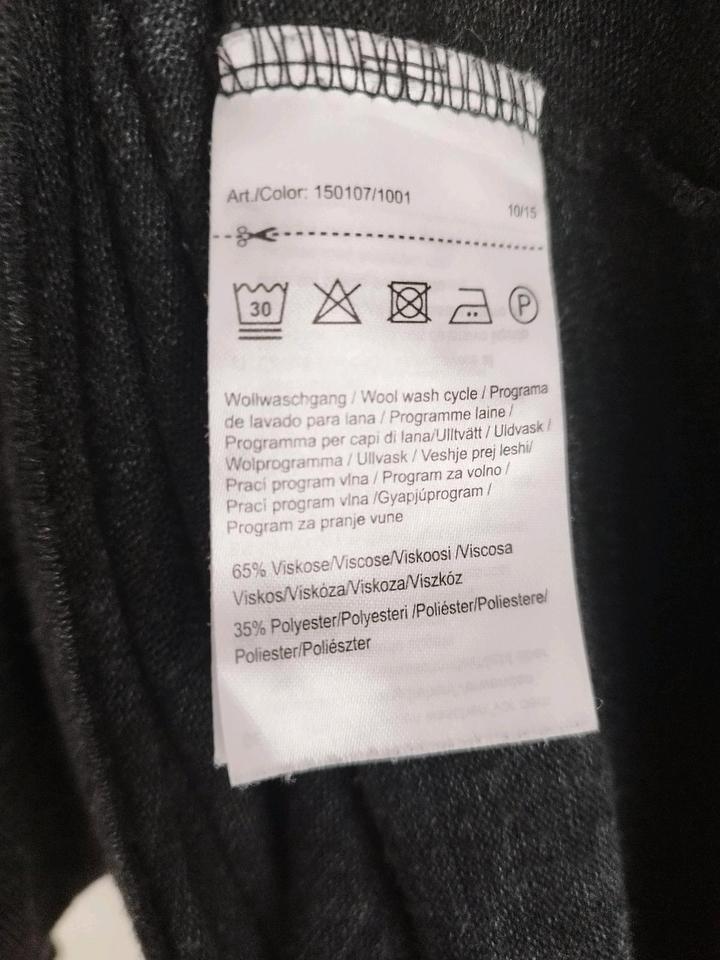 Art./Color: 150107/1001
10/15
30
P
Wollwaschgang / Wool wash cycle / Programa
de lavado para lana / Programme laine /
Programma per capi di lana/Ulltvätt / Uldvask /
Wolprogramma / Ullvask / Veshje prej leshi/
Prací program vlna / Program za volno /
Prací program vlna /Gyapjúprogram /
Program za pranje vune
65% Viskose/Viscose/Viskoosi /Viscosa
Viskos/Viskóza/Viskoza/Viszkóz
35% Polyester/Polyesteri /Poliéster/Poliestere/
Poliester/Poliészter